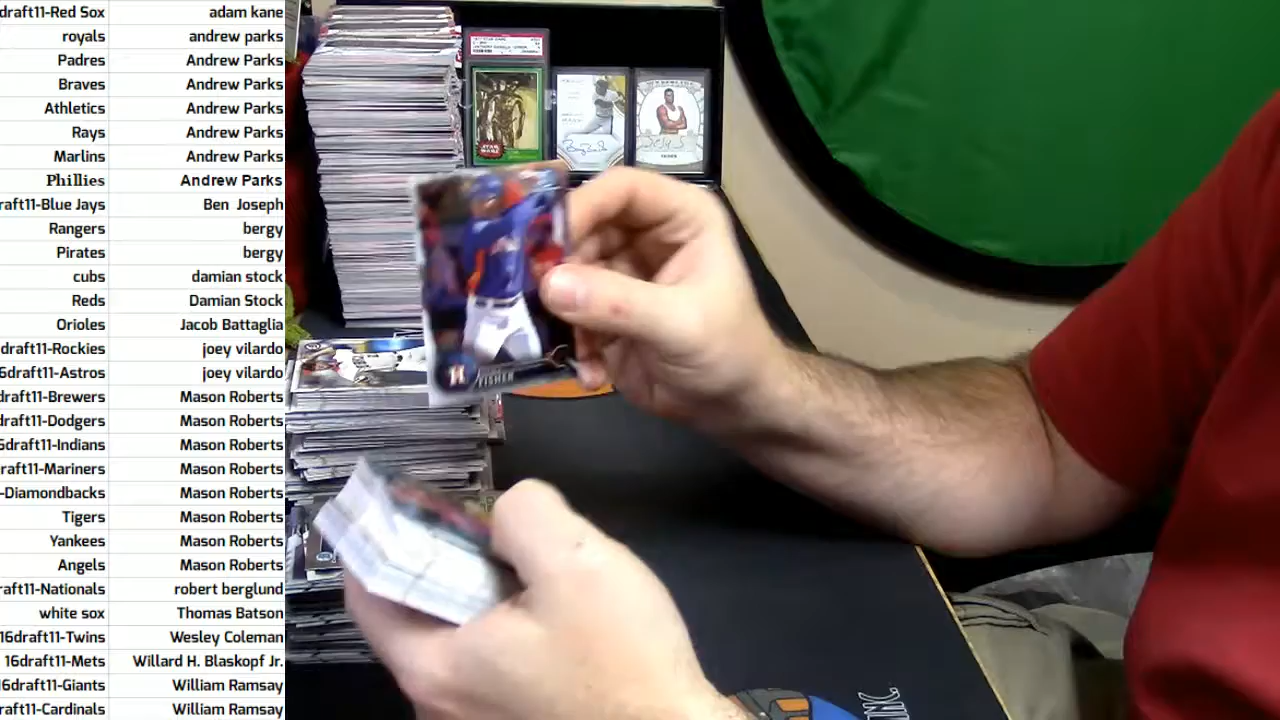 draft11-Red Sox adam kane
royals andrew parks
Padres Andrew Parks
Braves Andrew Parks
Athletics Andrew Parks
Rays Andrew Parks
Marlins Andrew Parks
Phillies Andrew Parks
raft11-Blue Jays Ben Joseph
Rangers bergy
Pirates bergy
cubs damian stock
Reds Damian Stock
Orioles Jacob Battaglia
draft11-Rockies joey vilardo
6draft11-Astros joey vilardo
draft11-Brewers Mason Roberts
draft11-Dodgers Mason Roberts
6draft11-Indians Mason Roberts
raft11-Mariners Mason Roberts
-Diamondbacks Mason Roberts
Tigers Mason Roberts
Yankees Mason Roberts
Angels Mason Roberts
raft11-Nationals robert berglund
white sox Thomas Batson
16draft11-Twins Wesley Coleman
16draft11-Mets Willard H. Blaskopf Jr.
16draft11-Giants William Ramsay
raft11-Cardinals William Ramsay
STAR WARS
FISHER